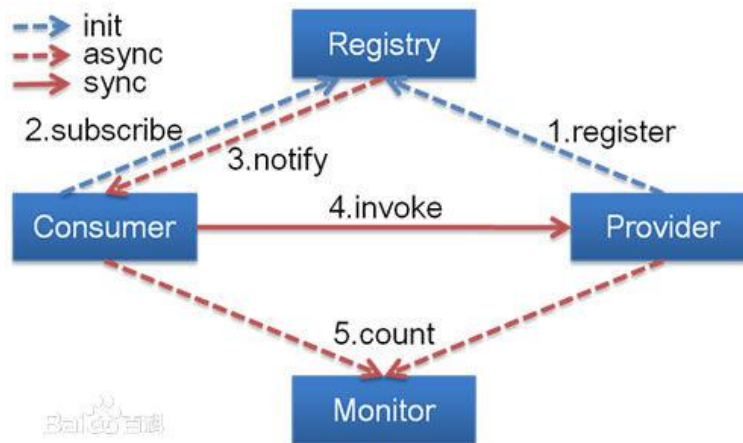 init
async
sync
Registry
2.subscribe
3.notify
1.register
Consumer
4.invoke
Provider
5.count
Monitor
Bai百科